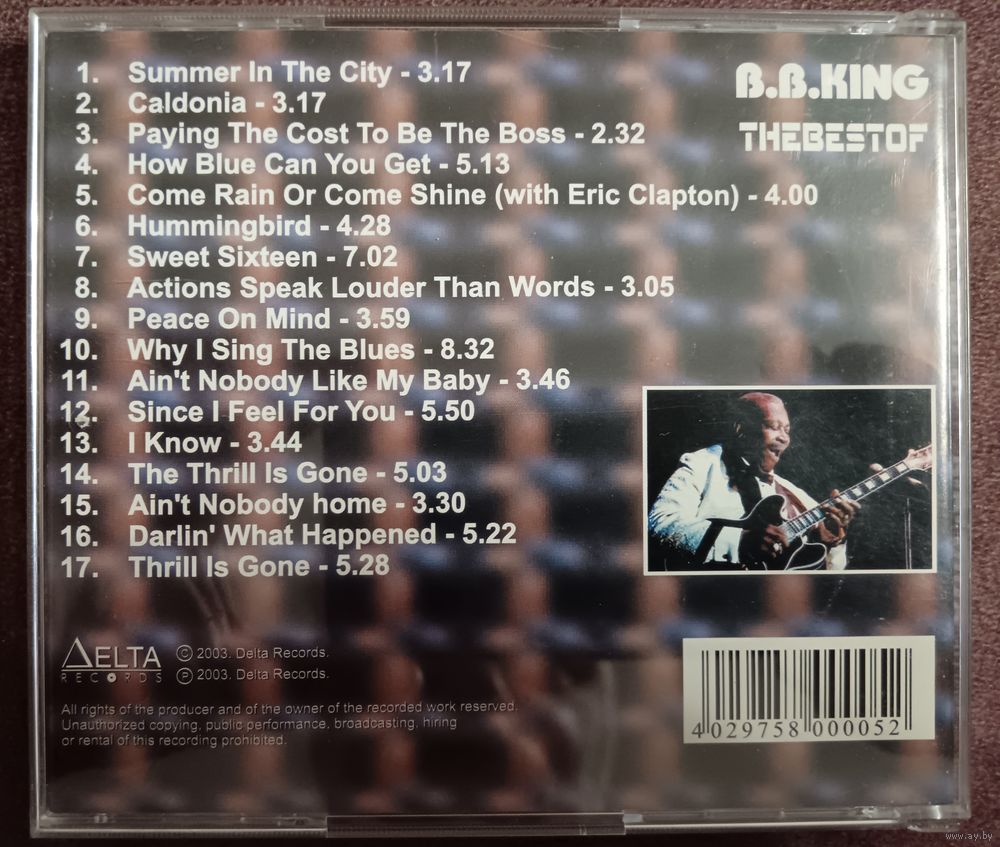 1. Summer In The City - 3.17
2. Caldonia - 3.17
3. Paying The Cost To Be The Boss - 2.32
4. How Blue Can You Get - 5.13
5. Come Rain Or Come Shine (with Eric Clapton) - 4.00
6. Hummingbird - 4.28
7. Sweet Sixteen - 7.02
8. Actions Speak Louder Than Words - 3.05
9. Peace On Mind - 3.59
10. Why I Sing The Blues - 8.32
11. Ain't Nobody Like My Baby - 3.46
12. Since I Feel For You - 5.50
13. I Know - 3.44
14. The Thrill Is Gone - 5.03
15. Ain't Nobody home - 3.30
16. Darlin' What Happened - 5.22
17. Thrill Is Gone - 5.28
B.B.KING
THE BEST OF
DELTA
RECORDS
© 2003. Delta Records.
℗ 2003. Delta Records.
All rights of the producer and of the owner of the recorded work reserved.
Unauthorized copying, public performance, broadcasting, hiring
or rental of this recording prohibited.
4 029758 000052
www.ay.by